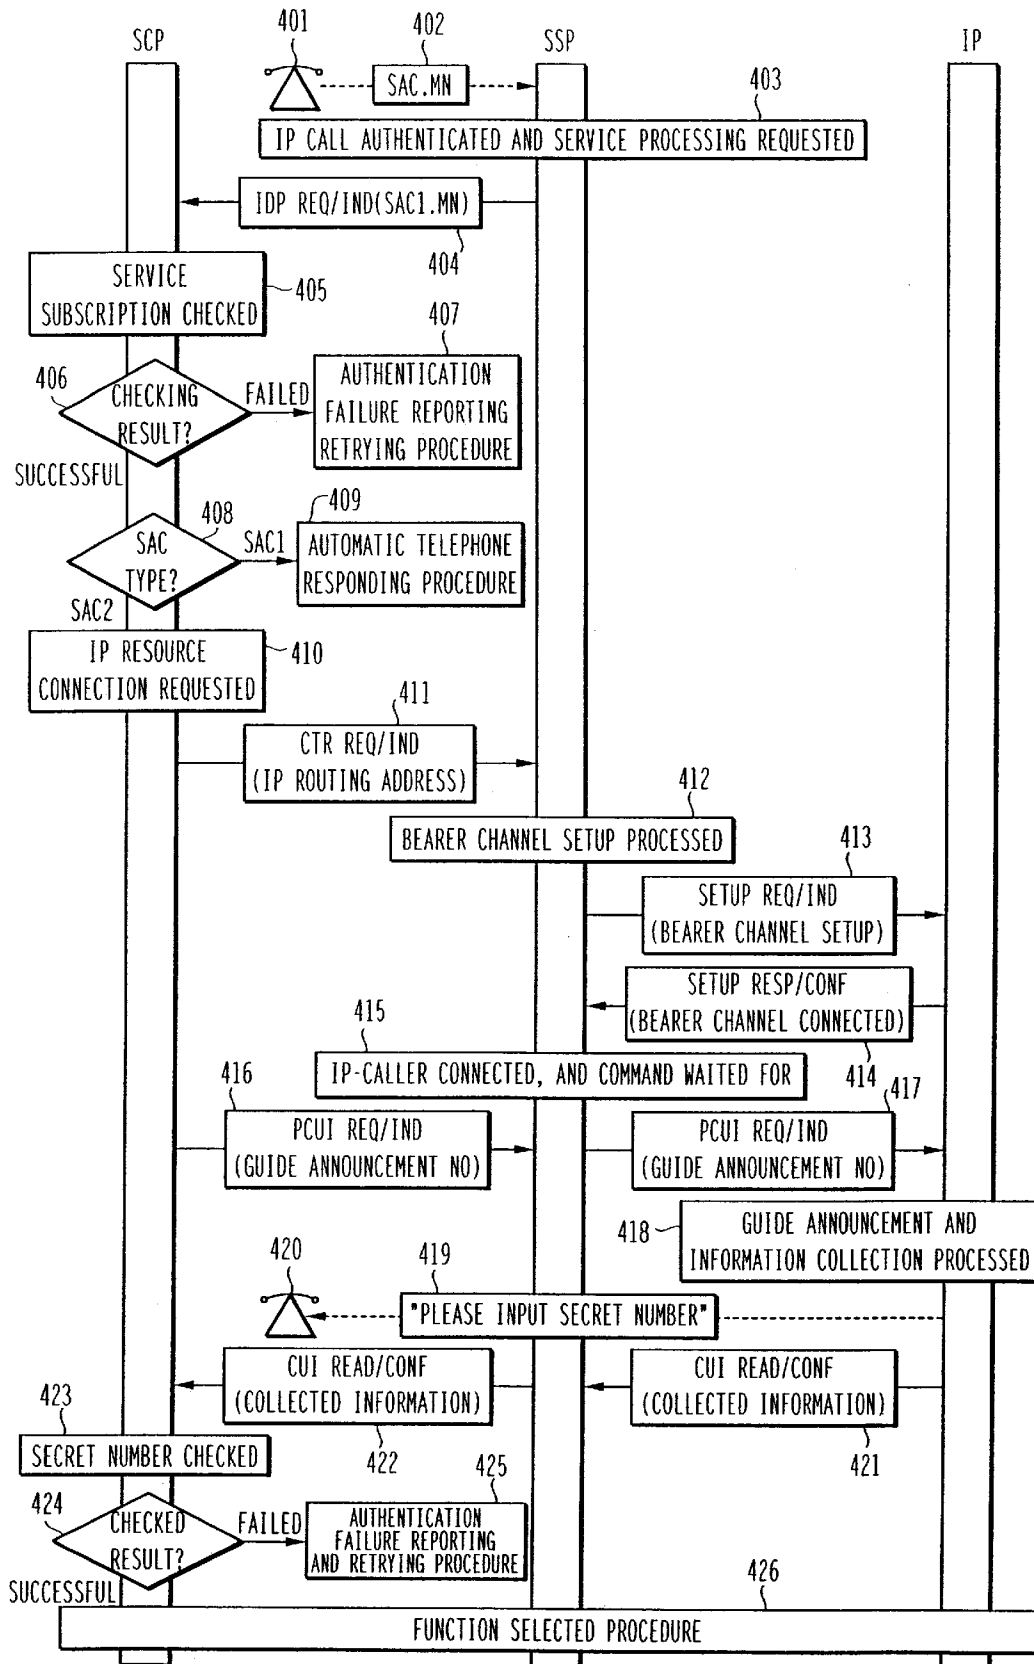 SCP
401
402
SSP
IP
SAC.MN
403
IP CALL AUTHENTICATED AND SERVICE PROCESSING REQUESTED
IDP REQ/IND(SAC1.MN)
404
SERVICE
SUBSCRIPTION CHECKED
405
407
406
CHECKING
RESULT?
FAILED
AUTHENTICATION
FAILURE REPORTING
RETRYING PROCEDURE
SUCCESSFUL
408
409
SAC
TYPE?
SAC1
AUTOMATIC TELEPHONE
RESPONDING PROCEDURE
SAC2
IP RESOURCE
CONNECTION REQUESTED
410
411
CTR REQ/IND
(IP ROUTING ADDRESS)
412
BEARER CHANNEL SETUP PROCESSED
413
SETUP REQ/IND
(BEARER CHANNEL SETUP)
SETUP RESP/CONF
(BEARER CHANNEL CONNECTED)
414
415
IP-CALLER CONNECTED, AND COMMAND WAITED FOR
416
417
PCUI REQ/IND
(GUIDE ANNOUNCEMENT NO)
PCUI REQ/IND
(GUIDE ANNOUNCEMENT NO)
418
GUIDE ANNOUNCEMENT AND
INFORMATION COLLECTION PROCESSED
420
419
"PLEASE INPUT SECRET NUMBER"
CUI READ/CONF
(COLLECTED INFORMATION)
422
CUI READ/CONF
(COLLECTED INFORMATION)
421
423
SECRET NUMBER CHECKED
424
CHECKED
RESULT?
FAILED
425
AUTHENTICATION
FAILURE REPORTING
AND RETRYING PROCEDURE
SUCCESSFUL
426
FUNCTION SELECTED PROCEDURE